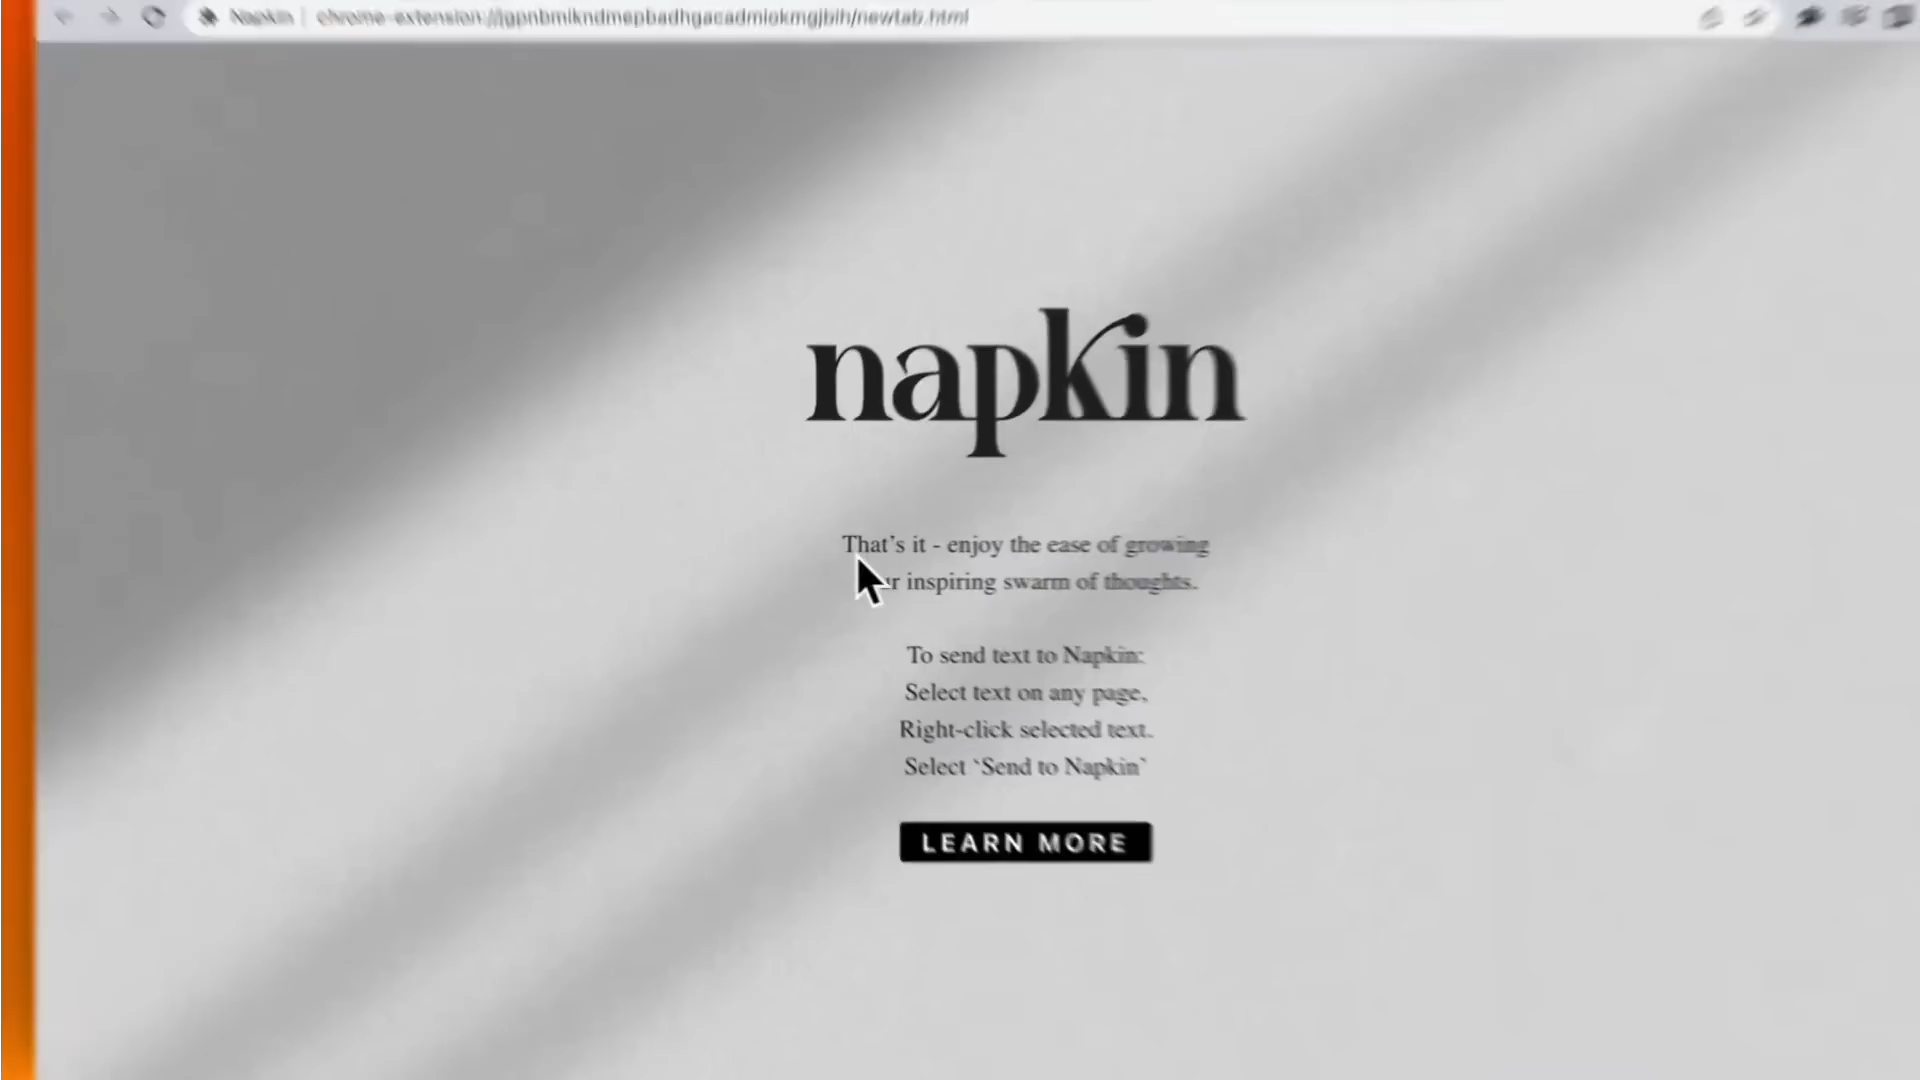 Napkin
napkin
That's it - enjoy the ease of growing
inspiring swarm of thoughts.
To send text to Napkin:
Select text on any page,
Right-click selected text.
Select `Send to Napkin`
LEARN MORE